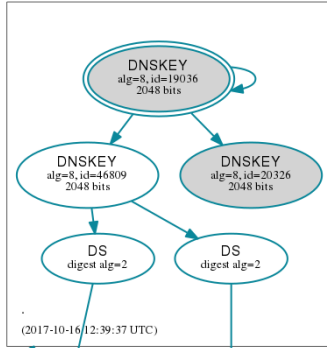 DNSKEY
alg=8, id=19036
2048 bits
DNSKEY
alg=8, id=46809
2048 bits
DNSKEY
alg=8, id=20326
2048 bits
DS
digest alg=2
DS
digest alg=2
.
(2017-10-16 12:39:37 UTC)